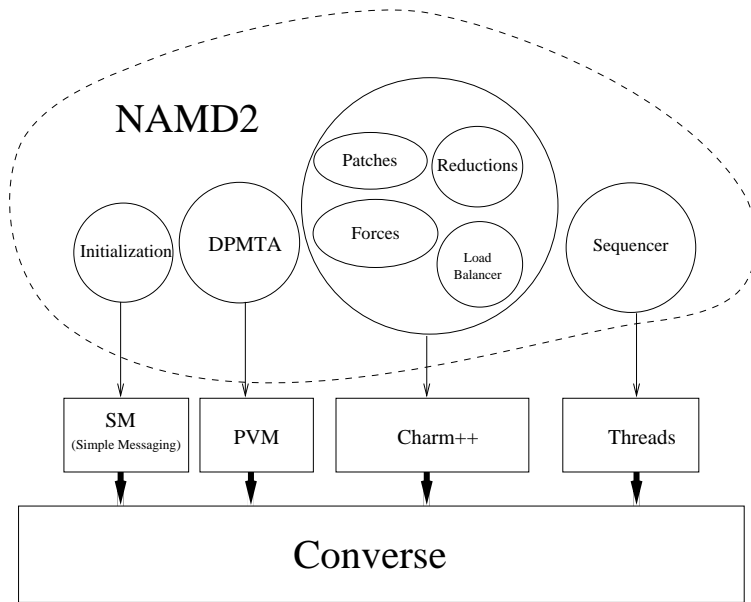 NAMD2
Patches
Reductions
Initialization
DPMTA
Forces
Load
Balancer
Sequencer
SM
(Simple Messaging)
PVM
Charm++
Threads
Converse